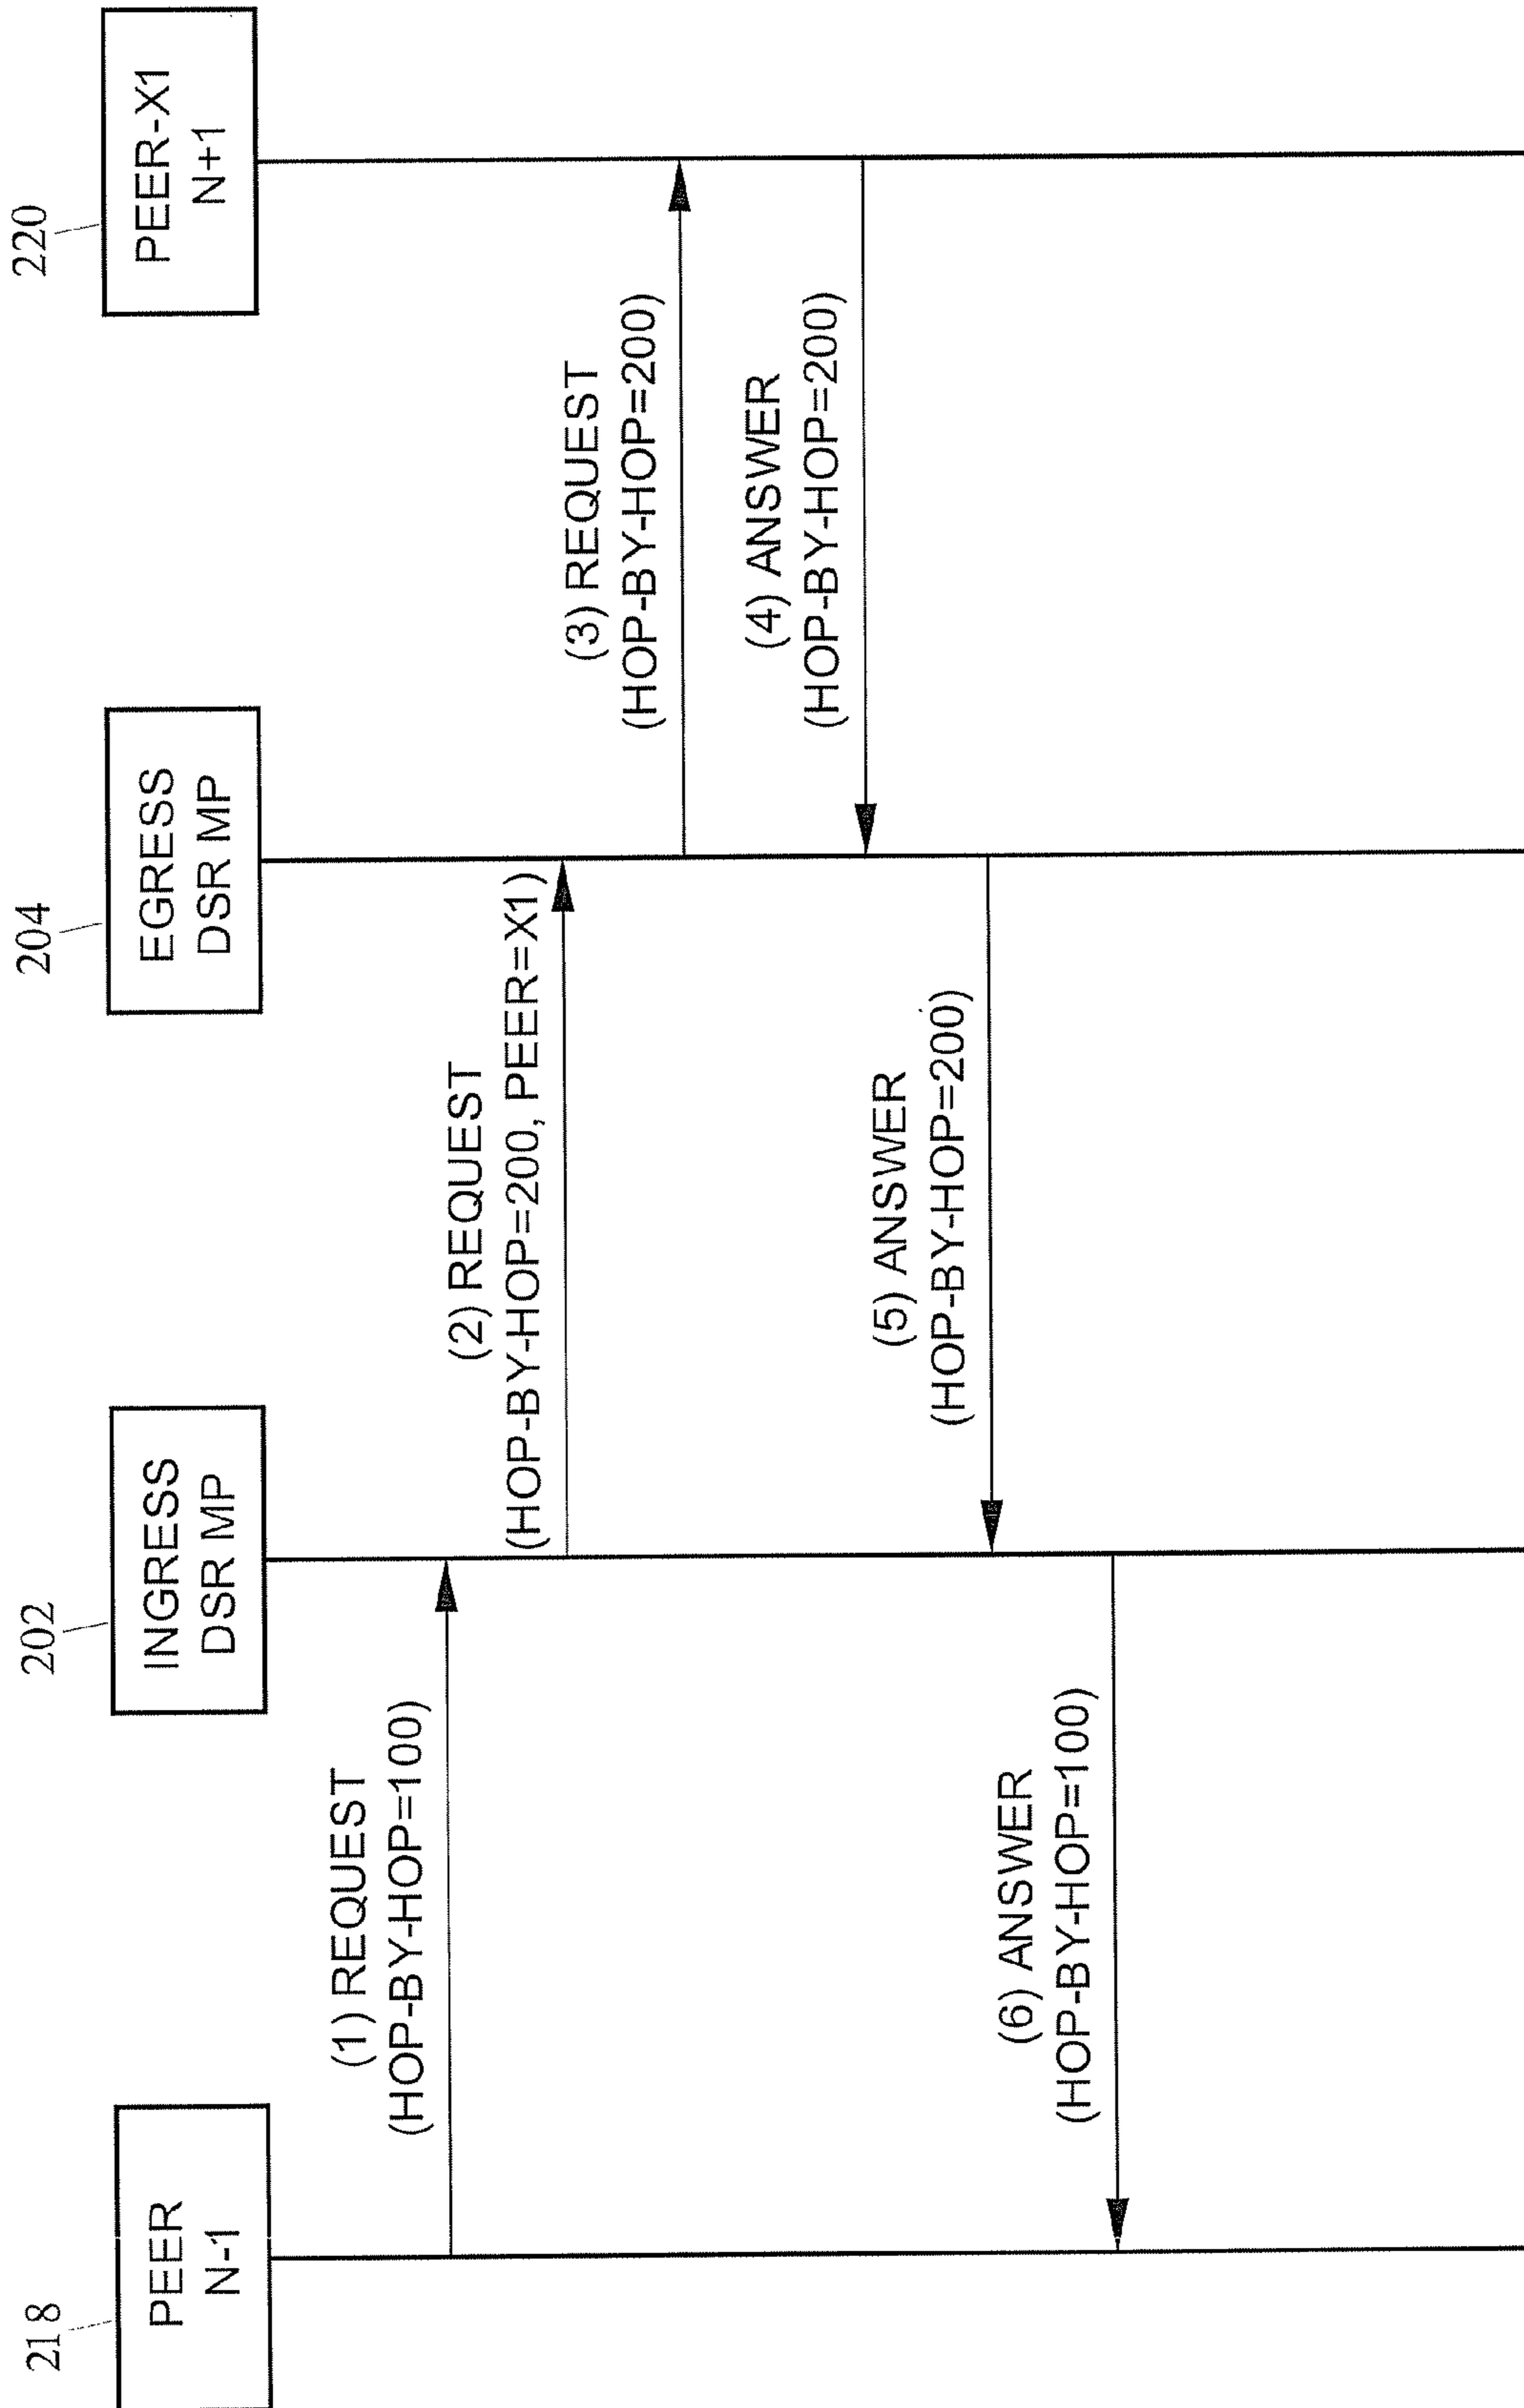 218
PEER
N-1
202
INGRESS
DSR MP
204
EGRESS
DSR MP
220
PEER-X1
N+1
(1) REQUEST
(HOP-BY-HOP=100)
(2) REQUEST
(HOP-BY-HOP=200, PEER=X1)
(3) REQUEST
(HOP-BY-HOP=200)
(4) ANSWER
(HOP-BY-HOP=200)
(5) ANSWER
(HOP-BY-HOP=200)
(6) ANSWER
(HOP-BY-HOP=100)